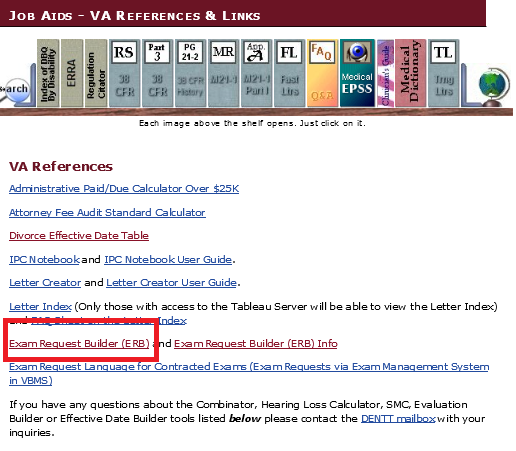 JOB AIDS - VA REFERENCES & LINKS
Search
Index of DBQ By Disability
ERRA
Regulation Citator
RS
38 CFR
Part 3
38 CFR
PG 21-2
38 CFR History
MR
M21-1
App. A
M21-1 Part I
FL
Fast Ltrs
FAQ
Q&A
Medical EPSS
Clinician's Guide
Medical Dictionary
TL
Trng Ltrs
Each image above the shelf opens. Just click on it.
VA References
Administrative Paid/Due Calculator Over $25K
Attorney Fee Audit Standard Calculator
Divorce Effective Date Table
IPC Notebook and IPC Notebook User Guide.
Letter Creator and Letter Creator User Guide.
Letter Index (Only those with access to the Tableau Server will be able to view the Letter Index)
and FAQ Sheet on the Letter Index
Exam Request Builder (ERB) and Exam Request Builder (ERB) Info
Exam Request Language for Contracted Exams (Exam Requests via Exam Management System
in VBMS)
If you have any questions about the Combinator, Hearing Loss Calculator, SMC, Evaluation
Builder or Effective Date Builder tools listed below please contact the DENTT mailbox with your
inquiries.